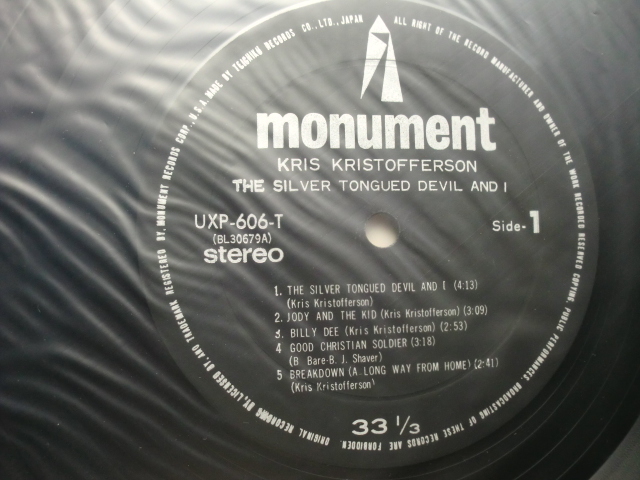 ORIGINAL RECORDING BY, LICENSED BY, AND TRADEMARK REGISTERED BY, MONUMENT RECORDS CORP., U.S.A. MADE BY TEICHIKU RECORDS CO., LTD., JAPAN
ALL RIGHT OF THE RECORD MANUFACTURER AND OWNER OF THE WORK RECORDED RESERVED COPYING, PUBLIC PERFORMANCES, BROADCASTING OF THESE RECORDS ARE FORBIDDEN.
monument
KRIS KRISTOFFERSON
THE SILVER TONGUED DEVIL AND I
UXP-606-T
(BL30679A)
stereo
Side-1
1. THE SILVER TONGUED DEVIL AND I (4:13)
(Kris Kristofferson)
2. JODY AND THE KID (Kris Kristofferson) (3:09)
3. BILLY DEE (Kris Kristofferson) (2:53)
4 GOOD CHRISTIAN SOLDIER (3:18)
(B. Bare-B. J. Shaver)
5 BREAKDOWN (A LONG WAY FROM HOME) (2:41)
(Kris Kristofferson)
33 1/3